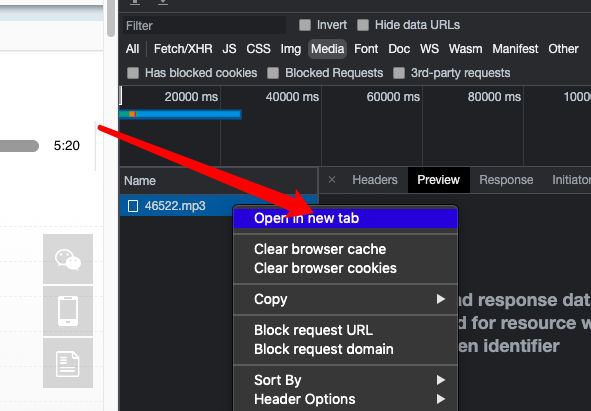 Filter
Invert
Hide data URLs
All
Fetch/XHR
JS
CSS
Img
Media
Font
Doc
WS
Wasm
Manifest
Other
Has blocked cookies
Blocked Requests
3rd-party requests
20000 ms
40000 ms
60000 ms
80000 ms
1000
5:20
Name
×
Headers
Preview
Response
Initiator
46522.mp3
Open in new tab
Clear browser cache
Clear browser cookies
Copy
nd response dat
Block request URL
d for resource w
Block request domain
en identifier
Sort By
Header Options